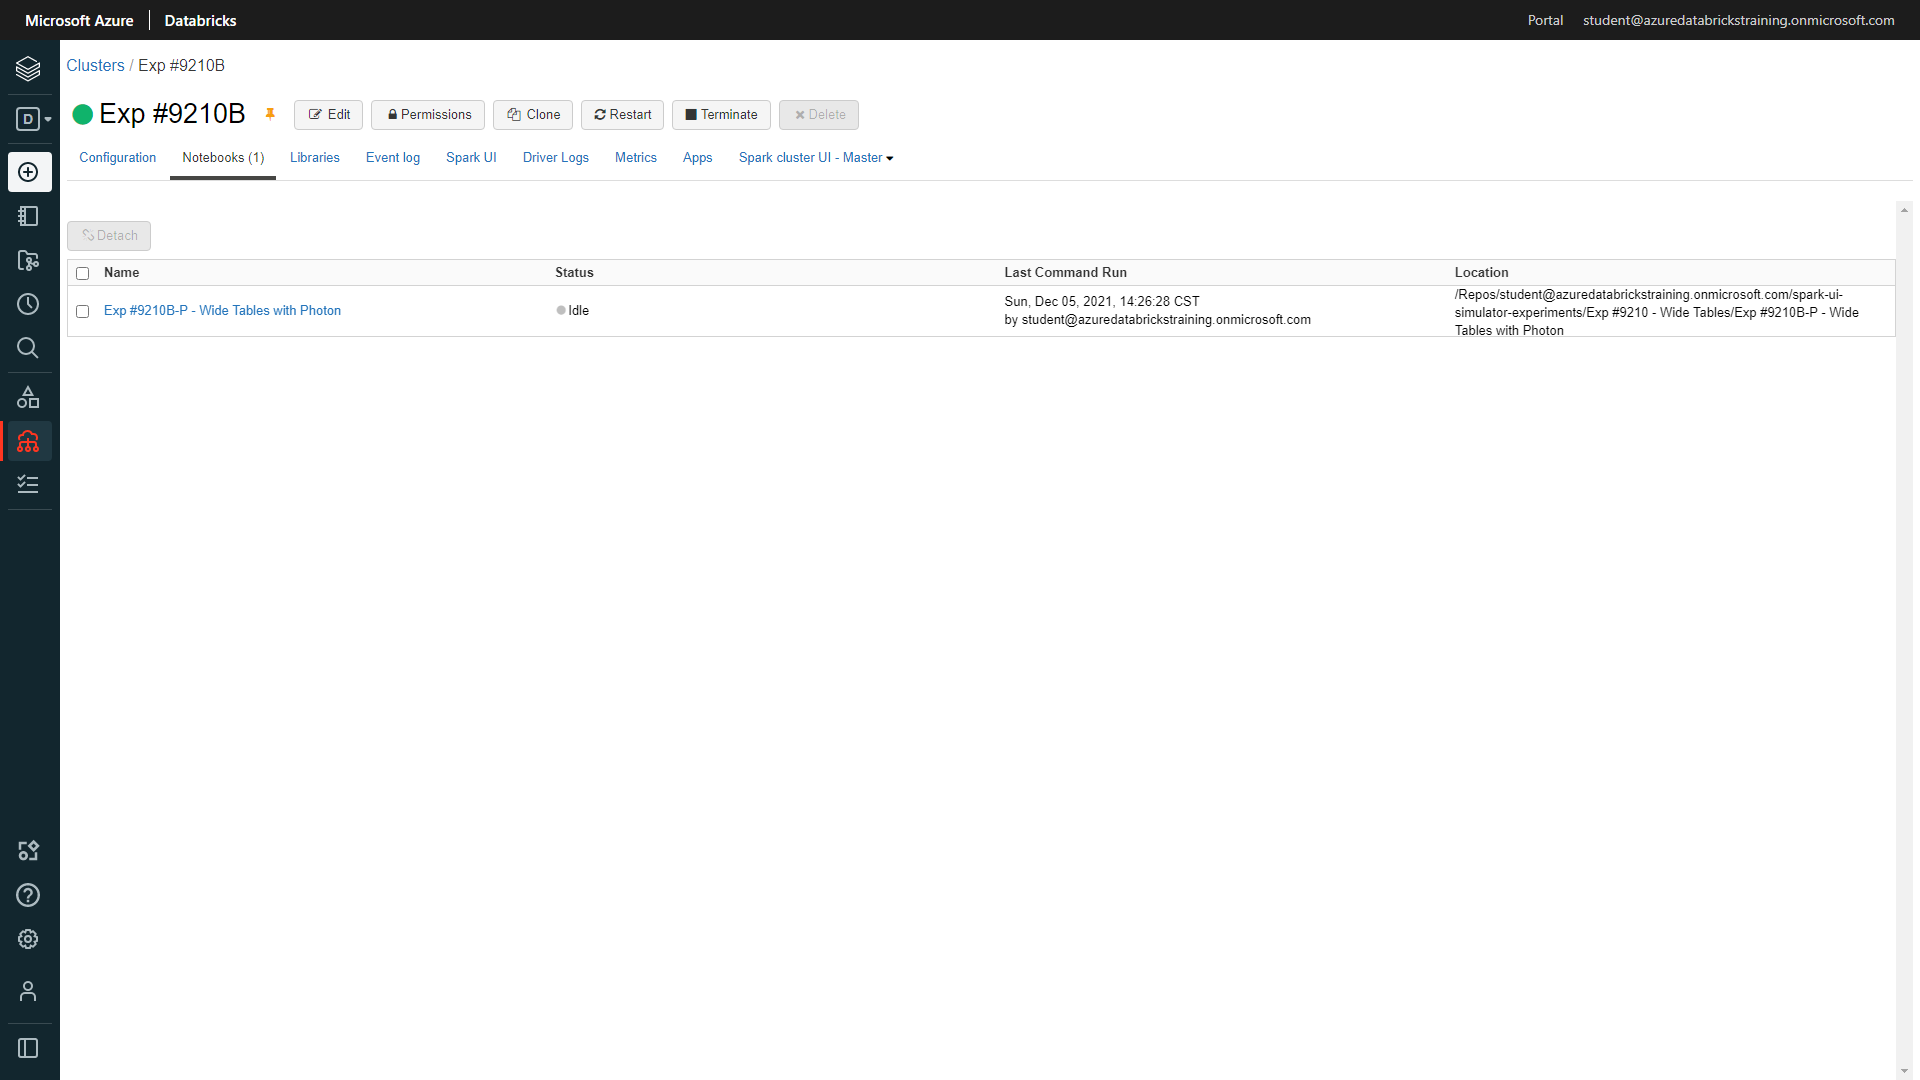 Microsoft Azure Databricks
Portal student@azuredatabrickstraining.onmicrosoft.com
D
Clusters / Exp #9210B
Exp #9210B Edit Permissions Clone Restart Terminate Delete
Configuration Notebooks (1) Libraries Event log Spark UI Driver Logs Metrics Apps Spark cluster UI - Master
Detach
Name Status Last Command Run Location
Exp #9210B-P - Wide Tables with Photon
Idle
Sun, Dec 05, 2021, 14:26:28 CST
by student@azuredatabrickstraining.onmicrosoft.com
/Repos/student@azuredatabrickstraining.onmicrosoft.com/spark-ui-
simulator-experiments/Exp #9210 - Wide Tables/Exp #9210B-P - Wide
Tables with Photon